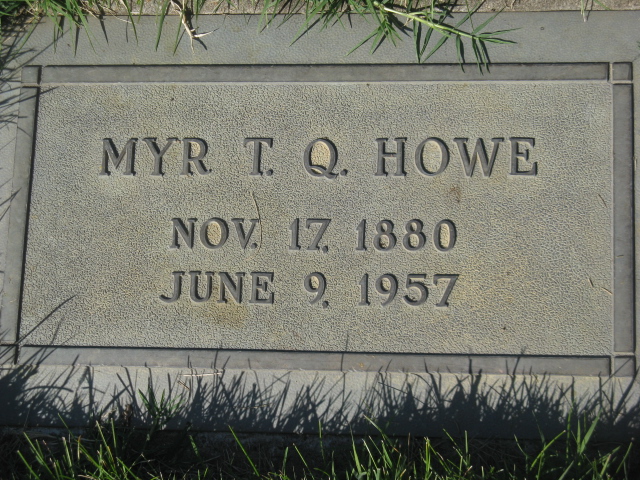 MYR T. Q. HOWE
NOV. 17, 1880
JUNE 9, 1957